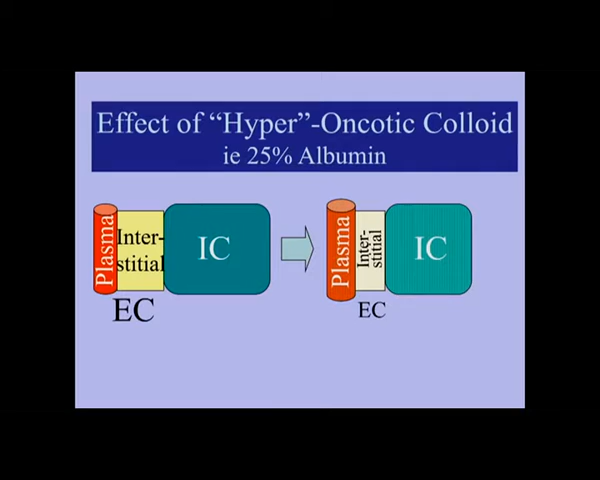 Effect of “Hyper”-Oncotic Colloid
ie 25% Albumin
Plasma
Inter-
stitial
IC
EC
Plasma
Inter-
stitial
IC
EC